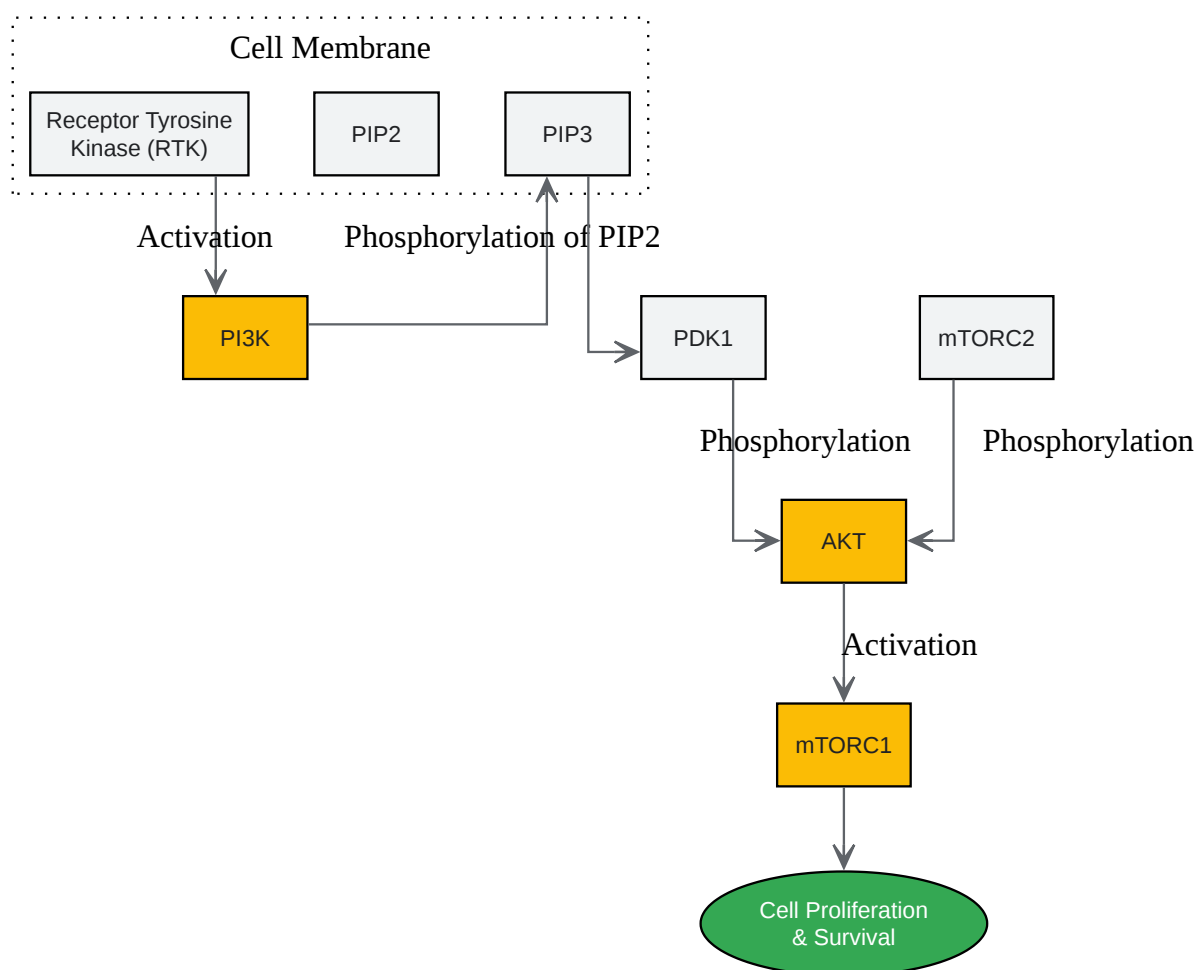 Cell Membrane
Receptor Tyrosine
Kinase (RTK)
PIP2
PIP3
Activation
Phosphorylation of PIP2
PI3K
PDK1
mTORC2
Phosphorylation
Phosphorylation
AKT
Activation
mTORC1
Cell Proliferation
& Survival